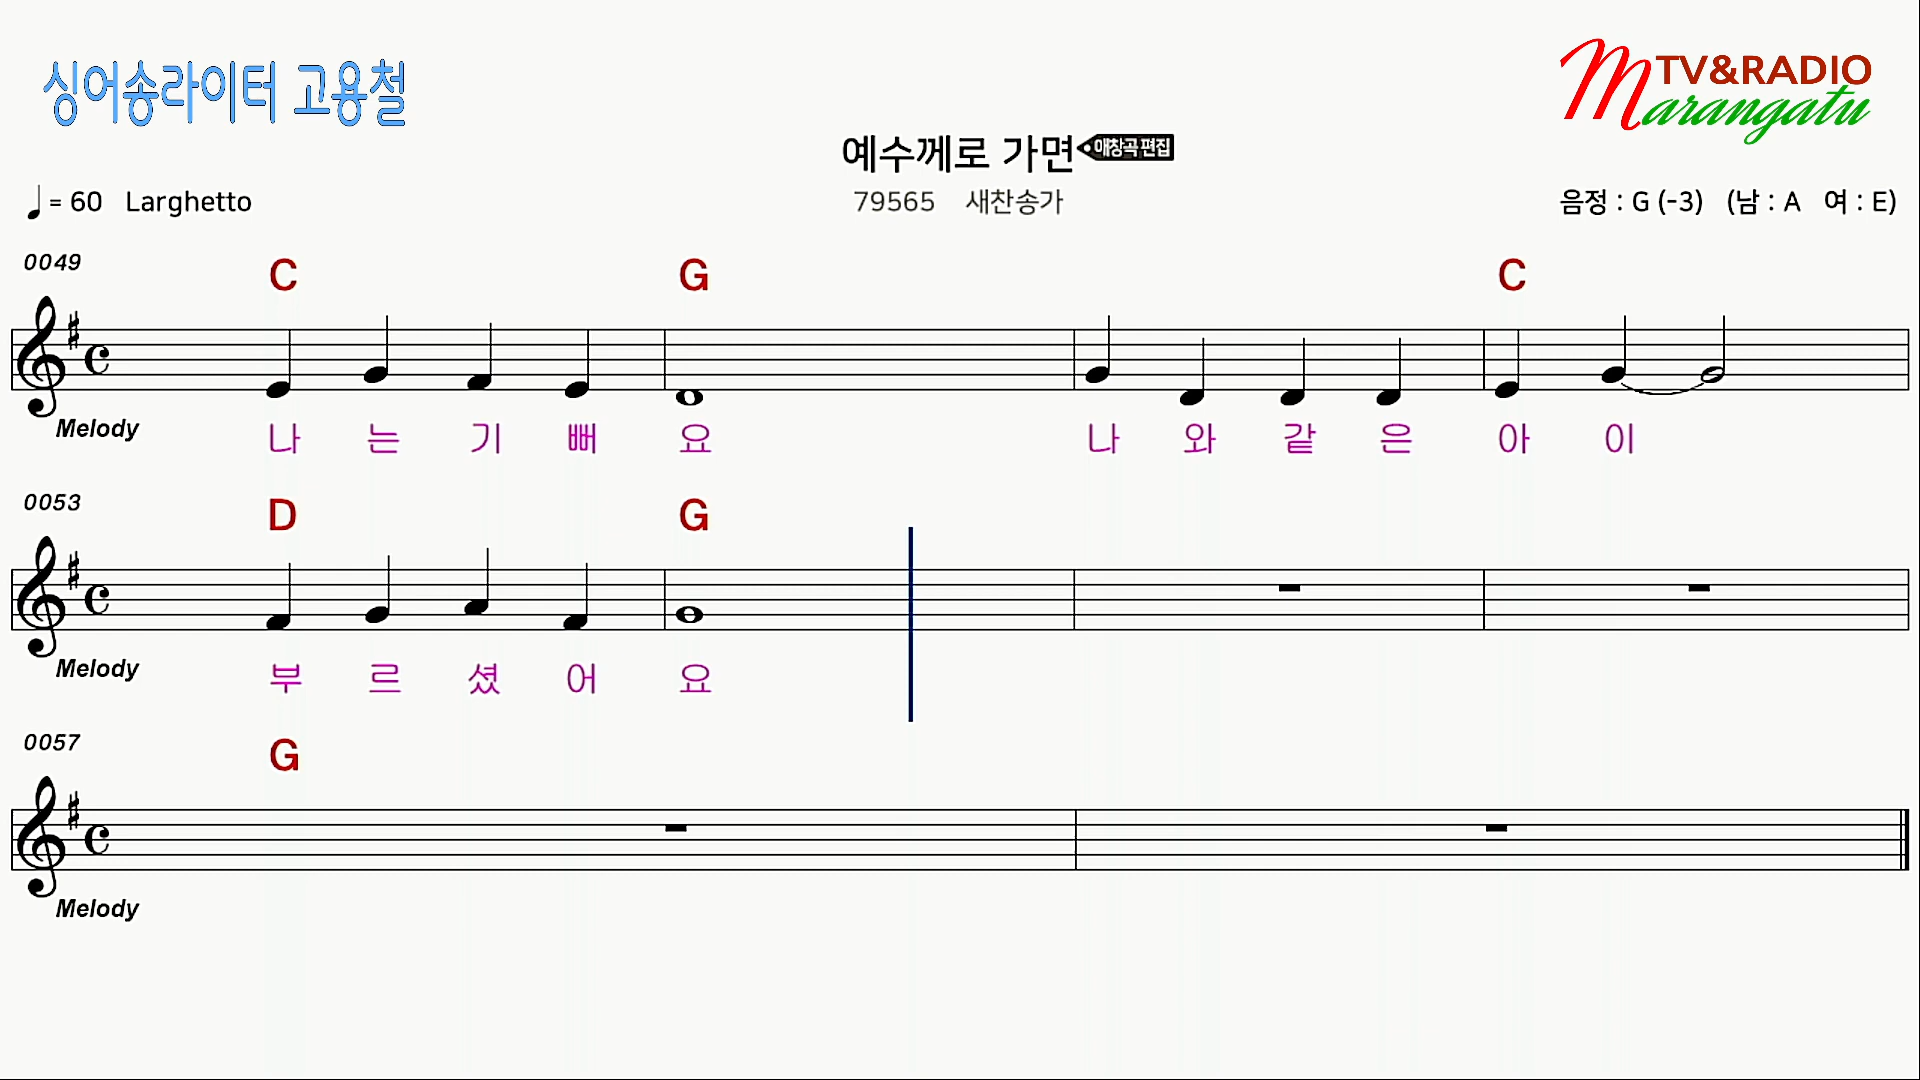 싱어송라이터 고용철
TV&RADIO
Marangatu
예수께로 가면 애창곡 편집
♩= 60 Larghetto
79565 새찬송가
음정 : G (-3) (남 : A 여 : E)
0049
C G C
Melody
나 는 기 뻐 요 나 와 같 은 아 이
0053
D G
Melody
부 르 셨 어 요
0057
G
Melody